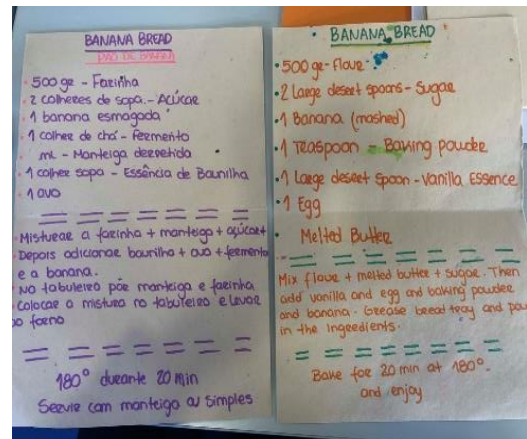 BANANA BREAD
PÃO DE BANANA
500 gr - Farinha
2 colheres de sopa - Açúcar
1 banana esmagada
1 colher de chá - Fermento
mL - Manteiga derretida
1 colher sopa - Essência de Baunilha
1 ovo
Misturar a farinha + manteiga + açúcar +
Depois adicionar baunilha + ovo + fermento
e a banana.
No tabuleiro põe manteiga e farinha
Colocar a mistura no tabuleiro e levar
ao forno
180° durante 20 min
Servir com manteiga ou simples
BANANA BREAD
500 gr - Flour
2 Large desert spoons - Sugar
1 Banana (mashed)
1 Teaspoon - Baking powder
1 Large desert spoon - Vanilla Essence
1 Egg
Melted Butter
Mix flour + melted butter + sugar. Then
add vanilla and egg and baking powder
and banana. Grease bread tray and
in the ingredients.
Bake for 20 min at 180°.
and enjoy